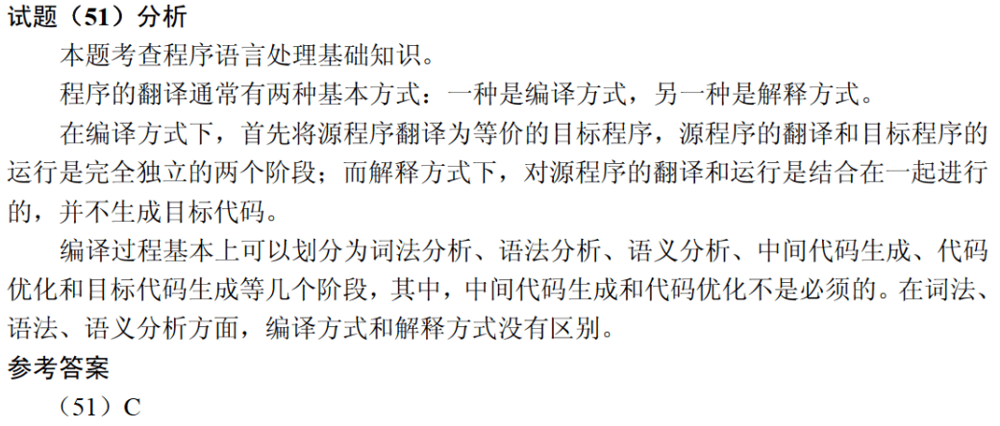 试题（51）分析
本题考查程序语言处理基础知识。
程序的翻译通常有两种基本方式：一种是编译方式，另一种是解释方式。
在编译方式下，首先将源程序翻译为等价的目标程序，源程序的翻译和目标程序的
运行是完全独立的两个阶段；而解释方式下，对源程序的翻译和运行是结合在一起进行
的，并不生成目标代码。
编译过程基本上可以划分为词法分析、语法分析、语义分析、中间代码生成、代码
优化和目标代码生成等几个阶段，其中，中间代码生成和代码优化不是必须的。在词法、
语法、语义分析方面，编译方式和解释方式没有区别。
参考答案
（51）C